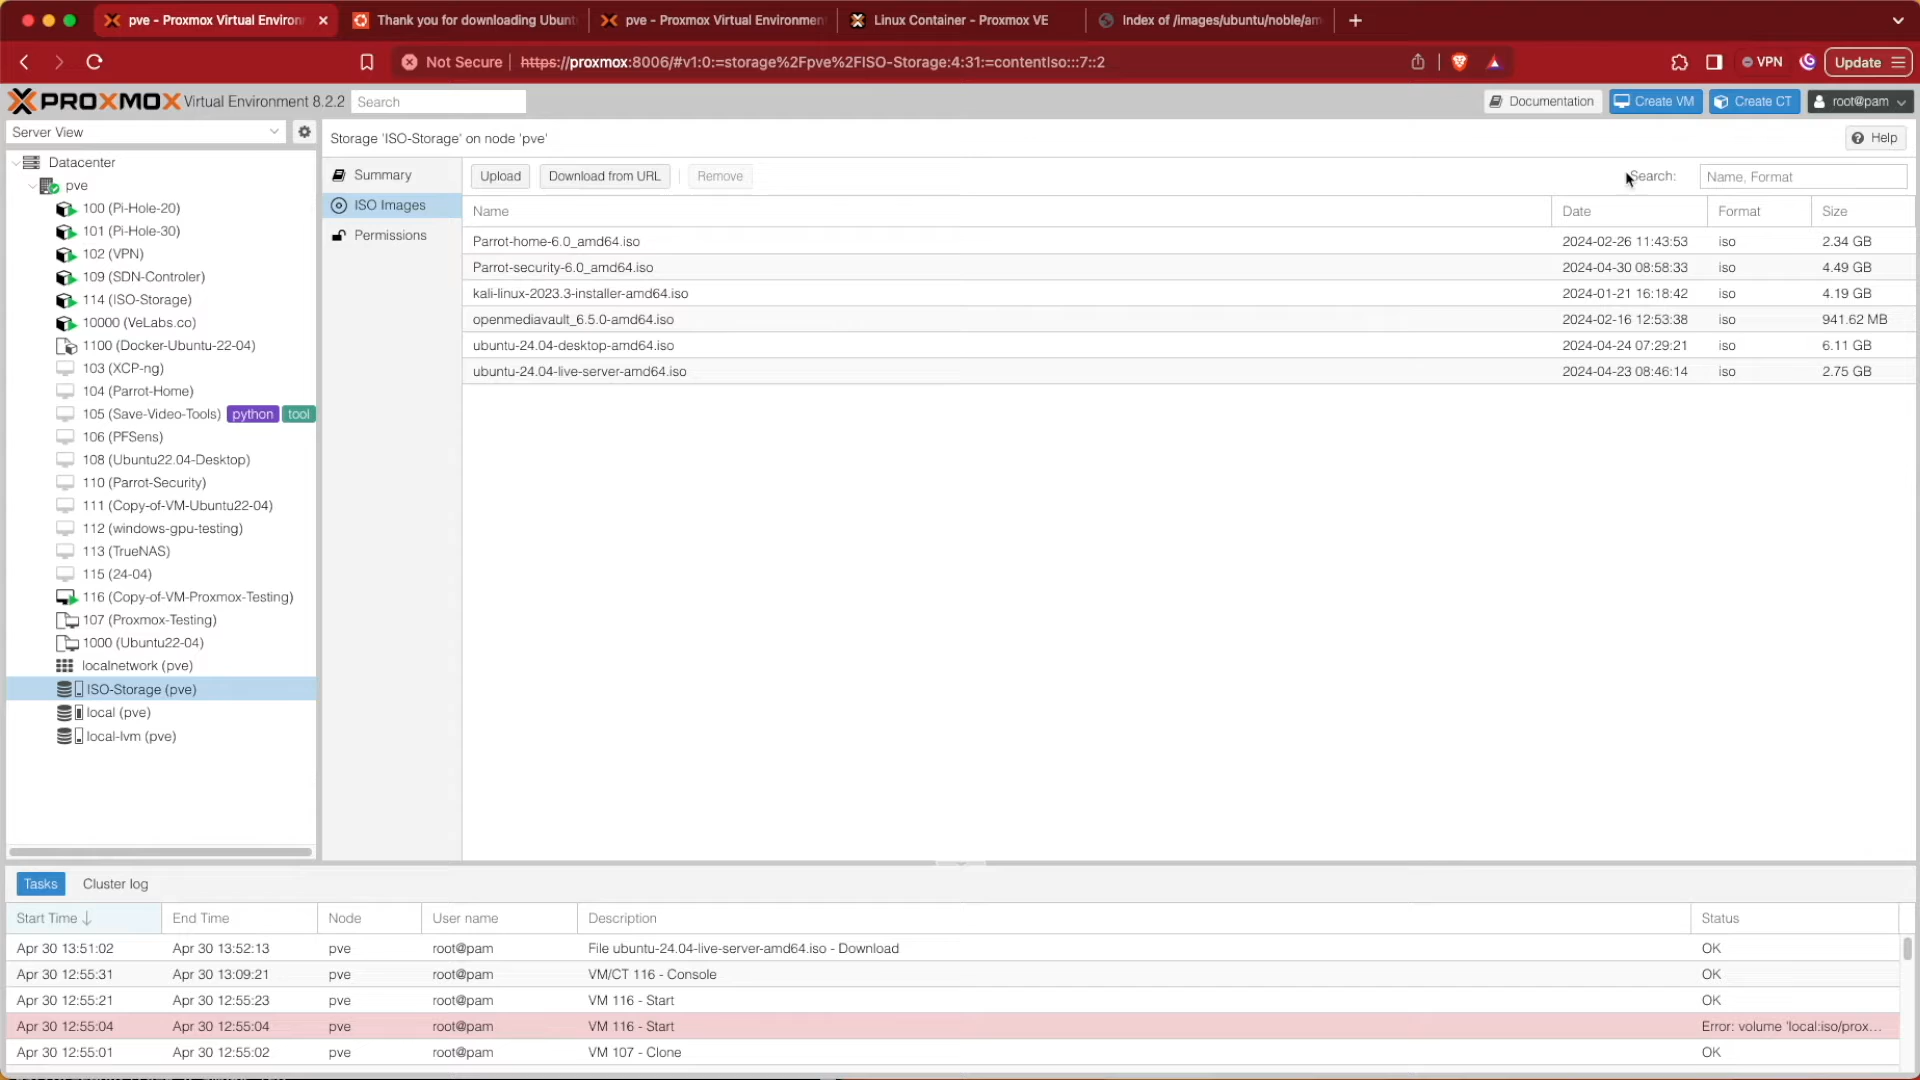 pve - Proxmox Virtual Environ
Thank you for downloading Ubunt
pve - Proxmox Virtual Environmen
Linux Container - Proxmox VE
Index of /images/ubuntu/noble/am
Not Secure
https://proxmox:8006/#v1:0:=storage%2Fpve%2FISO-Storage:4:31:=contentIso:::7::2
VPN
Update
PROXMOX Virtual Environment 8.2.2
Search
Documentation
Create VM
Create CT
root@pam
Server View
Storage 'ISO-Storage' on node 'pve'
Help
Datacenter
pve
100 (Pi-Hole-20)
101 (Pi-Hole-30)
102 (VPN)
109 (SDN-Controler)
114 (ISO-Storage)
10000 (VeLabs.co)
1100 (Docker-Ubuntu-22-04)
103 (XCP-ng)
104 (Parrot-Home)
105 (Save-Video-Tools) python tool
106 (PFSens)
108 (Ubuntu22.04-Desktop)
110 (Parrot-Security)
111 (Copy-of-VM-Ubuntu22-04)
112 (windows-gpu-testing)
113 (TrueNAS)
115 (24-04)
116 (Copy-of-VM-Proxmox-Testing)
107 (Proxmox-Testing)
1000 (Ubuntu22-04)
localnetwork (pve)
ISO-Storage (pve)
local (pve)
local-lvm (pve)
Summary
ISO Images
Permissions
Upload
Download from URL
Remove
Search:
Name, Format
Name Date Format Size
Parrot-home-6.0_amd64.iso 2024-02-26 11:43:53 iso 2.34 GB
Parrot-security-6.0_amd64.iso 2024-04-30 08:58:33 iso 4.49 GB
kali-linux-2023.3-installer-amd64.iso 2024-01-21 16:18:42 iso 4.19 GB
openmediavault_6.5.0-amd64.iso 2024-02-16 12:53:38 iso 941.62 MB
ubuntu-24.04-desktop-amd64.iso 2024-04-24 07:29:21 iso 6.11 GB
ubuntu-24.04-live-server-amd64.iso 2024-04-23 08:46:14 iso 2.75 GB
Tasks
Cluster log
Start Time End Time Node User name Description Status
Apr 30 13:51:02 Apr 30 13:52:13 pve root@pam File ubuntu-24.04-live-server-amd64.iso - Download OK
Apr 30 12:55:31 Apr 30 13:09:21 pve root@pam VM/CT 116 - Console OK
Apr 30 12:55:21 Apr 30 12:55:23 pve root@pam VM 116 - Start OK
Apr 30 12:55:04 Apr 30 12:55:04 pve root@pam VM 116 - Start Error: volume 'local:iso/prox...
Apr 30 12:55:01 Apr 30 12:55:02 pve root@pam VM 107 - Clone OK